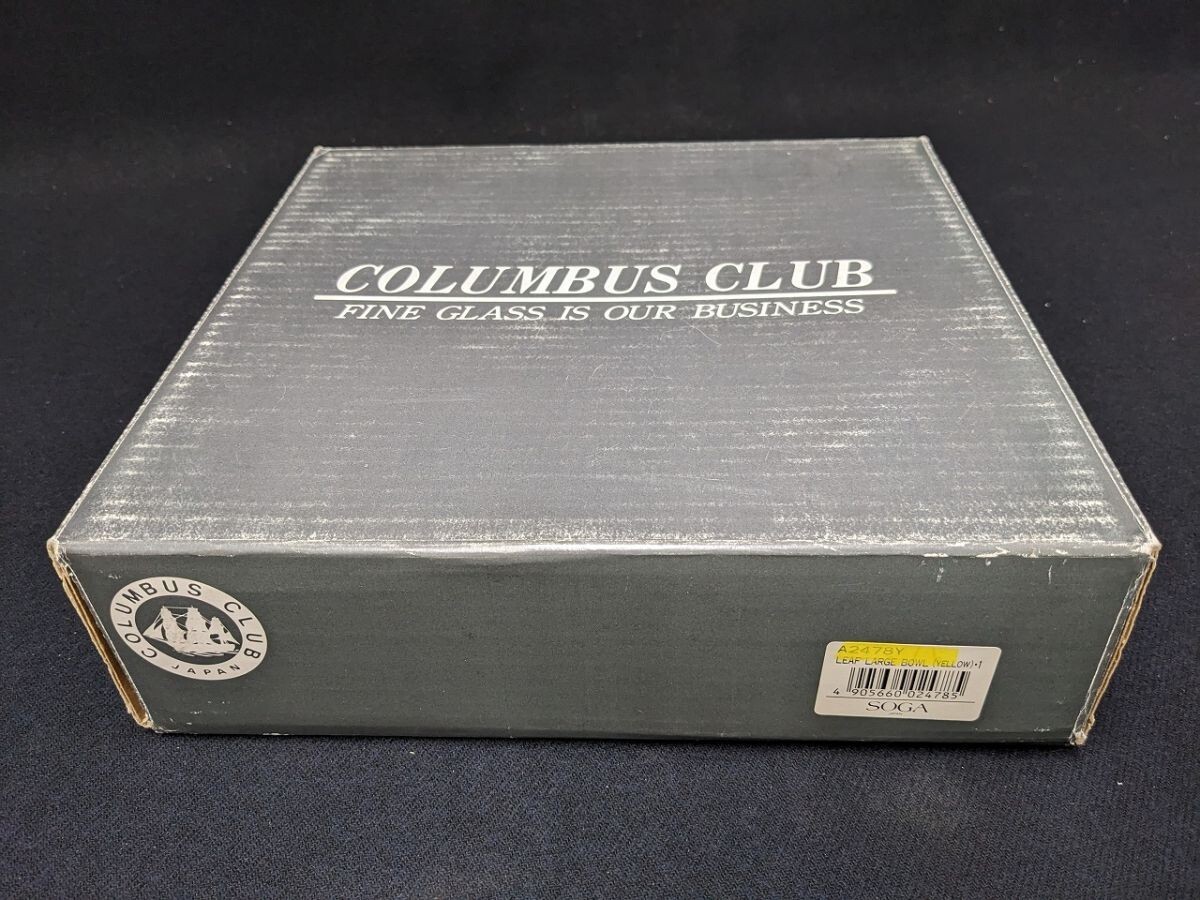 COLUMBUS CLUB
FINE GLASS IS OUR BUSINESS
COLUMBUS CLUB
JAPAN
A2478Y
LEAF LARGE BOWL (YELLOW)•1
4 905660 024785
SOGA